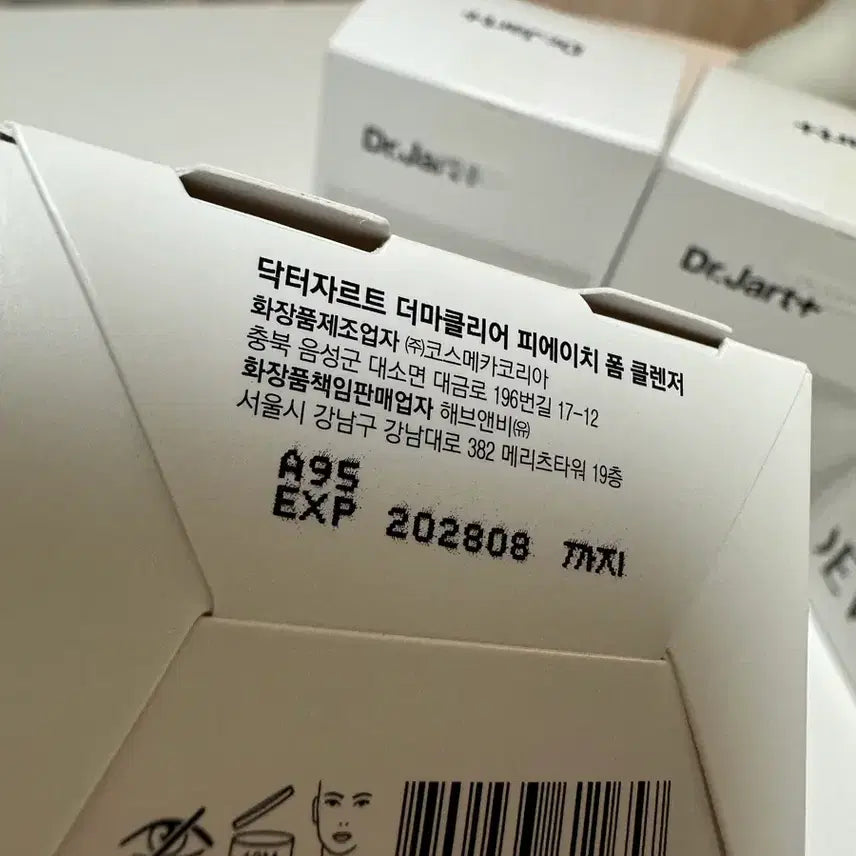 Dr.Jart+
Dr.Jart+
Dr.Jart+
닥터자르트 더마클리어 피에이치 폼 클렌저
화장품제조업자 ㈜코스메카코리아
충북 음성군 대소면 대금로 196번길 17-12
화장품책임판매업자 해브앤비㈲
서울시 강남구 강남대로 382 메리츠타워 19층
A95
EXP 202808 까지